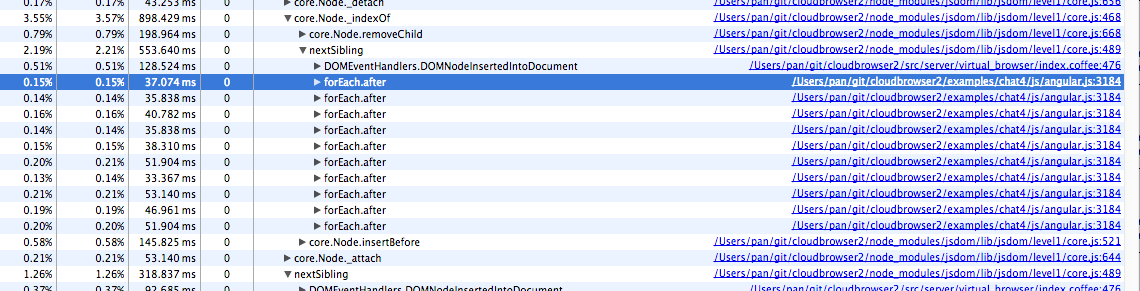 0.17% 0.17% 43.253 ms 0 ▶core.Node._detach /Users/pan/git/cloudbrowser2/node_modules/jsdom/lib/jsdom/level1/core.js:656
3.55% 3.57% 898.429 ms 0 ▼core.Node._indexOf /Users/pan/git/cloudbrowser2/node_modules/jsdom/lib/jsdom/level1/core.js:468
0.79% 0.79% 198.964 ms 0 ▶core.Node.removeChild /Users/pan/git/cloudbrowser2/node_modules/jsdom/lib/jsdom/level1/core.js:668
2.19% 2.21% 553.640 ms 0 ▼nextSibling /Users/pan/git/cloudbrowser2/node_modules/jsdom/lib/jsdom/level1/core.js:489
0.51% 0.51% 128.524 ms 0 ▶DOMEventHandlers.DOMNodeInsertedIntoDocument /Users/pan/git/cloudbrowser2/src/server/virtual_browser/index.coffee:476
0.15% 0.15% 37.074 ms 0 ▶forEach.after /Users/pan/git/cloudbrowser2/examples/chat4/js/angular.js:3184
0.14% 0.14% 35.838 ms 0 ▶forEach.after /Users/pan/git/cloudbrowser2/examples/chat4/js/angular.js:3184
0.16% 0.16% 40.782 ms 0 ▶forEach.after /Users/pan/git/cloudbrowser2/examples/chat4/js/angular.js:3184
0.14% 0.14% 35.838 ms 0 ▶forEach.after /Users/pan/git/cloudbrowser2/examples/chat4/js/angular.js:3184
0.15% 0.15% 38.310 ms 0 ▶forEach.after /Users/pan/git/cloudbrowser2/examples/chat4/js/angular.js:3184
0.20% 0.21% 51.904 ms 0 ▶forEach.after /Users/pan/git/cloudbrowser2/examples/chat4/js/angular.js:3184
0.13% 0.14% 33.367 ms 0 ▶forEach.after /Users/pan/git/cloudbrowser2/examples/chat4/js/angular.js:3184
0.21% 0.21% 53.140 ms 0 ▶forEach.after /Users/pan/git/cloudbrowser2/examples/chat4/js/angular.js:3184
0.19% 0.19% 46.961 ms 0 ▶forEach.after /Users/pan/git/cloudbrowser2/examples/chat4/js/angular.js:3184
0.20% 0.21% 51.904 ms 0 ▶forEach.after /Users/pan/git/cloudbrowser2/examples/chat4/js/angular.js:3184
0.58% 0.58% 145.825 ms 0 ▶core.Node.insertBefore /Users/pan/git/cloudbrowser2/node_modules/jsdom/lib/jsdom/level1/core.js:521
0.21% 0.21% 53.140 ms 0 ▶core.Node._attach /Users/pan/git/cloudbrowser2/node_modules/jsdom/lib/jsdom/level1/core.js:644
1.26% 1.26% 318.837 ms 0 ▼nextSibling /Users/pan/git/cloudbrowser2/node_modules/jsdom/lib/jsdom/level1/core.js:489
0.37% 0.37% 92.685 ms 0 ▶DOMEventHandlers.DOMNodeInsertedIntoDocument /Users/pan/git/cloudbrowser2/src/server/virtual_browser/index.coffee:476